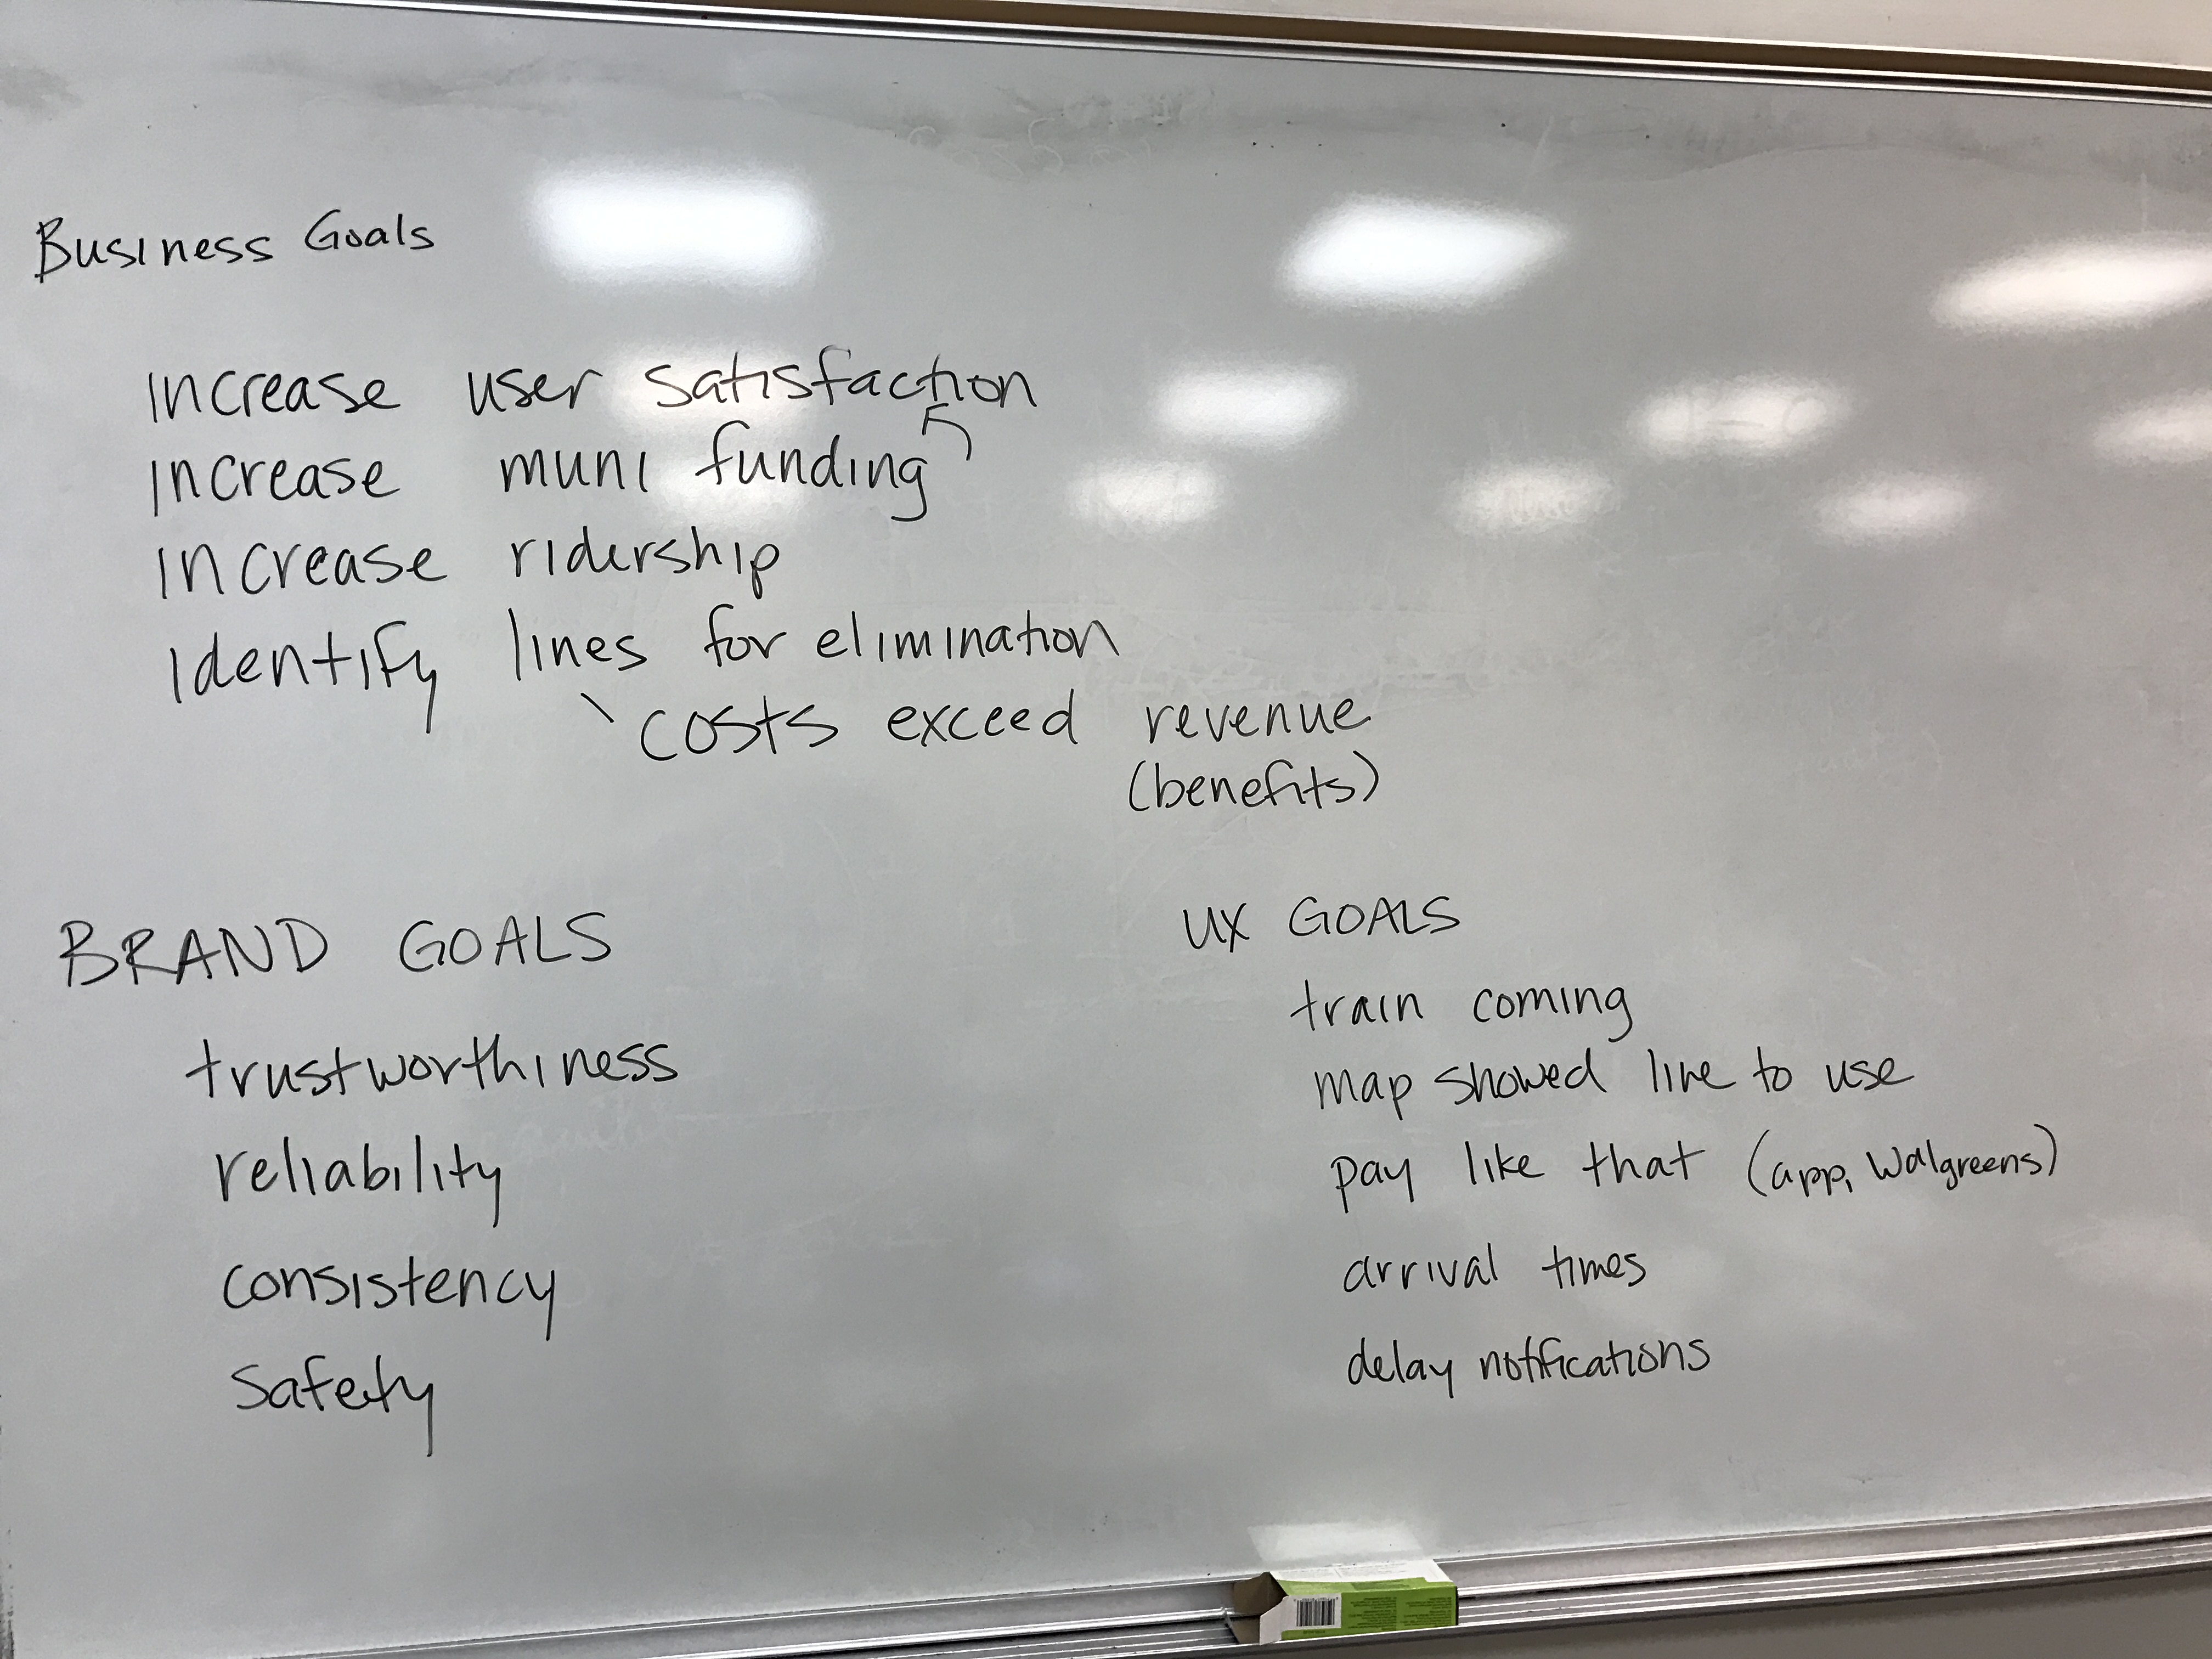 Business Goals
Increase user satisfaction
Increase muni funding
Increase ridership
Identify lines for elimination
costs exceed revenue
(benefits)
BRAND GOALS
trustworthiness
reliability
consistency
safety
UX GOALS
train coming
map showed line to use
pay like that (app, Walgreens)
arrival times
delay notifications